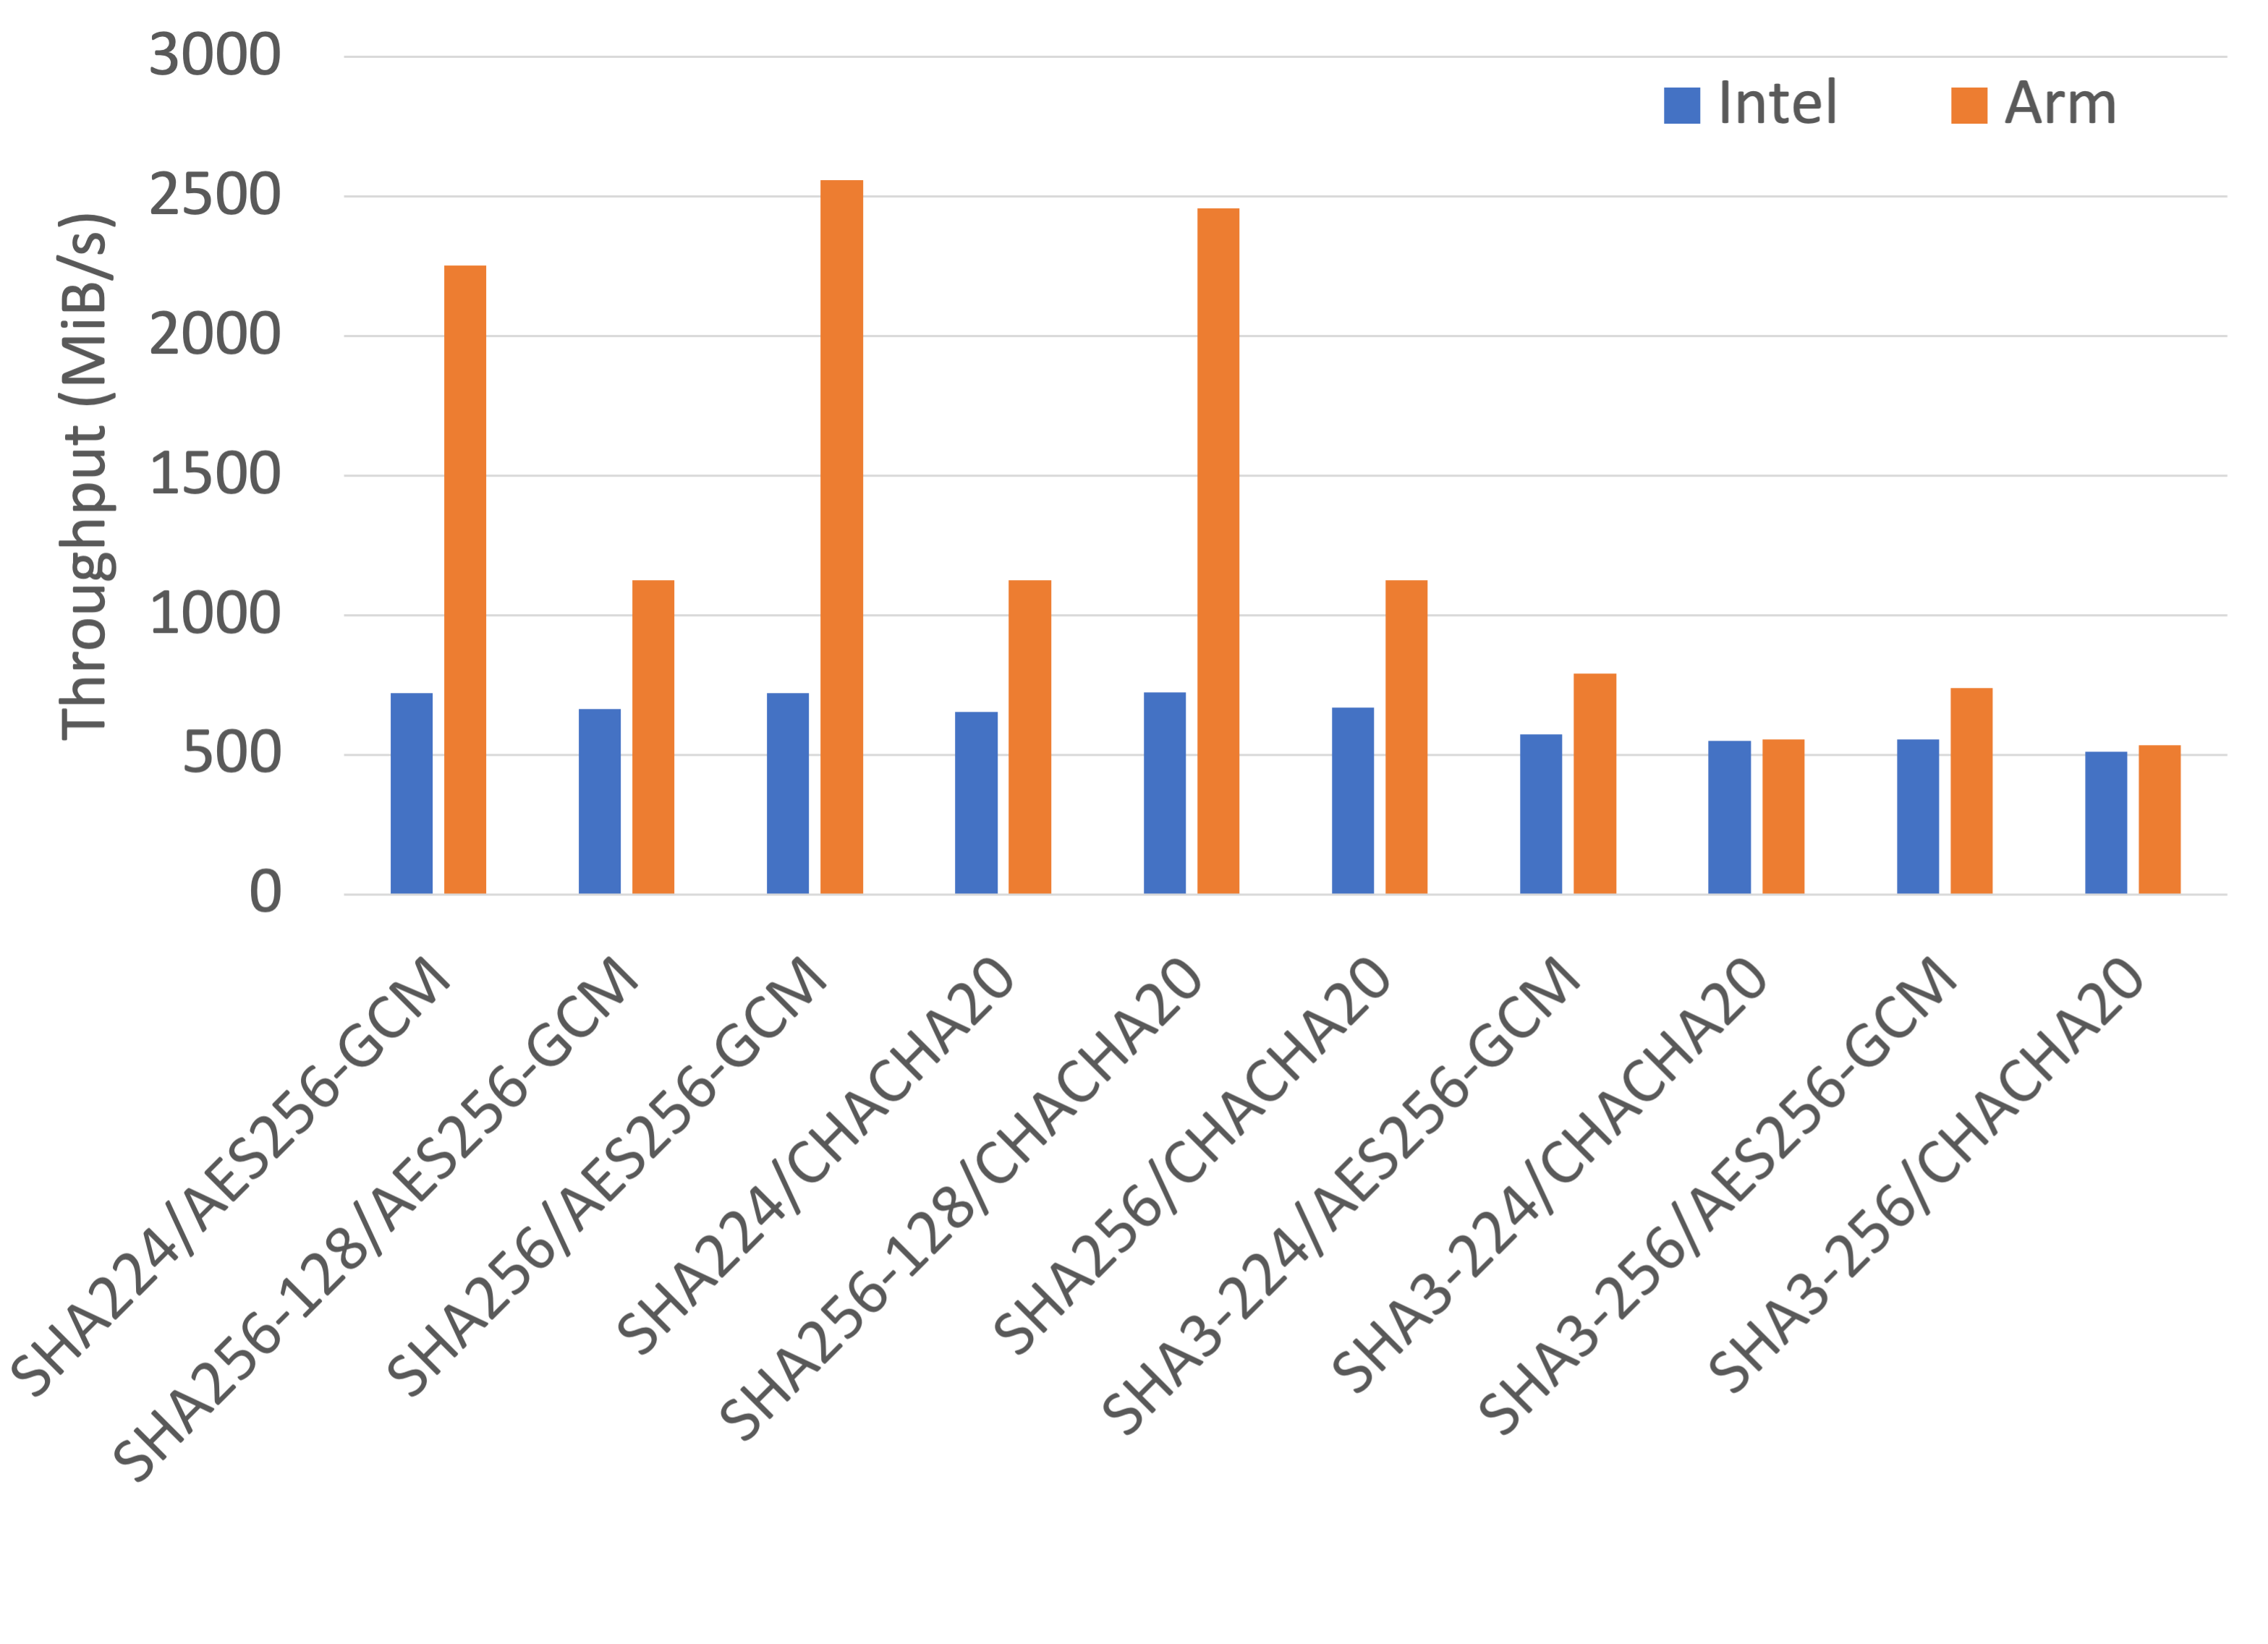 3000
2500
2000
1500
1000
500
0
Throughput (MiB/s)
Intel
Arm
SHA224/AES256-GCM
SHA256-128/AES256-GCM
SHA256/AES256-GCM
SHA224/CHACHA20
SHA256-128/CHACHA20
SHA256/CHACHA20
SHA3-224/AES256-GCM
SHA3-224/CHACHA20
SHA3-256/AES256-GCM
SHA3-256/CHACHA20